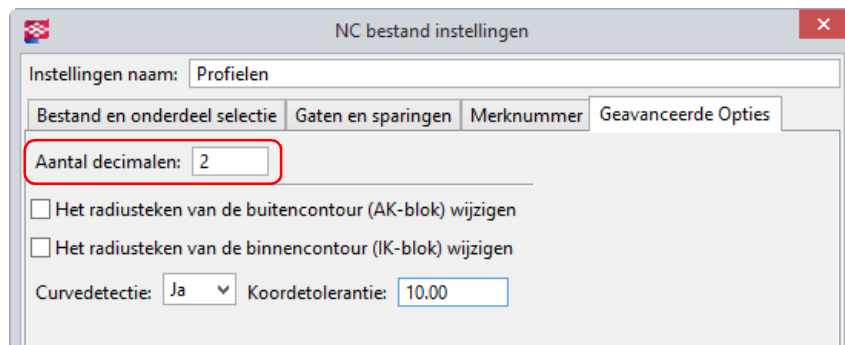 NC bestand instellingen
Instellingen naam: Profielen
Bestand en onderdeel selectie Gaten en sparingen Merknummer Geavanceerde Opties
Aantal decimalen: 2
Het radiusteken van de buitencontour (AK-blok) wijzigen
Het radiusteken van de binnencontour (IK-blok) wijzigen
Curvedetectie: Ja Koordetolerantie: 10.00